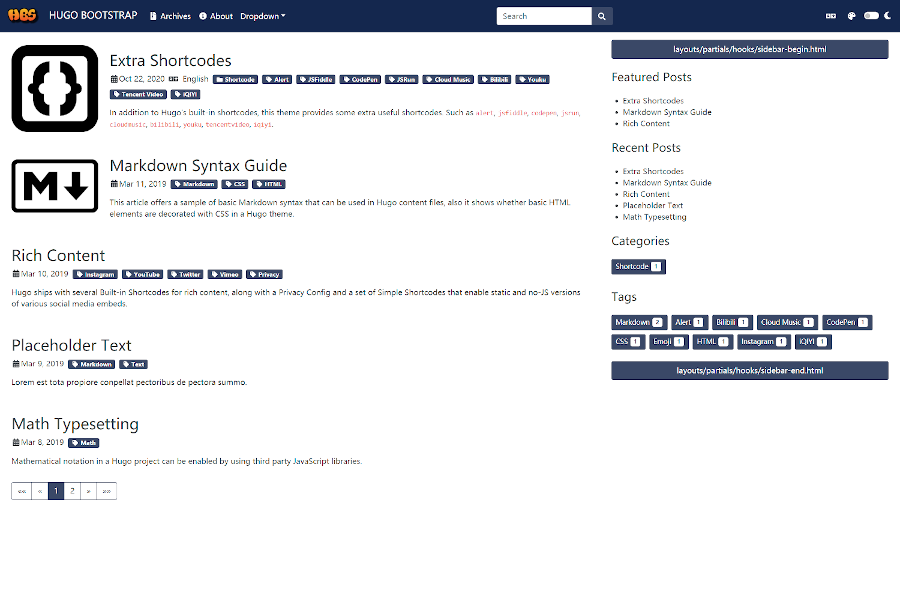 HBS HUGO BOOTSTRAP Archives About Dropdown Search
Extra Shortcodes
Oct 22, 2020 English Shortcode Alert JSFiddle CodePen JSRun Cloud Music Bilibili Youku
Tencent Video iQIYI
In addition to Hugo's built-in shortcodes, this theme provides some extra useful shortcodes. Such as alert, jsfiddle, codepen, jsrun,
cloudmusic, bilibili, youku, tencentvideo, iqiyi.
M
Markdown Syntax Guide
Mar 11, 2019 Markdown CSS HTML
This article offers a sample of basic Markdown syntax that can be used in Hugo content files, also it shows whether basic HTML
elements are decorated with CSS in a Hugo theme.
Rich Content
Mar 10, 2019 Instagram YouTube Twitter Vimeo Privacy
Hugo ships with several Built-in Shortcodes for rich content, along with a Privacy Config and a set of Simple Shortcodes that enable static and no-JS versions
of various social media embeds.
Placeholder Text
Mar 9, 2019 Markdown Text
Lorem est tota propiore conpellat pectoribus de pectora summo.
Math Typesetting
Mar 8, 2019 Math
Mathematical notation in a Hugo project can be enabled by using third party JavaScript libraries.
«« « 1 2 » »»
layouts/partials/hooks/sidebar-begin.html
Featured Posts
Extra Shortcodes
Markdown Syntax Guide
Rich Content
Recent Posts
Extra Shortcodes
Markdown Syntax Guide
Rich Content
Placeholder Text
Math Typesetting
Categories
Shortcode 1
Tags
Markdown 2 Alert 1 Bilibili 1 Cloud Music 1 CodePen 1
CSS 1 Emoji 1 HTML 1 Instagram 1 iQIYI 1
layouts/partials/hooks/sidebar-end.html